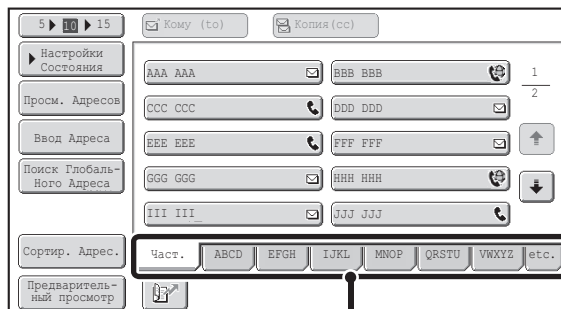 5 10 15
Кому (to)
Копия(cc)
Настройки
Состояния
Просм. Адресов
Ввод Адреса
Поиск Глобаль-
Ного Адреса
AAA AAA
BBB BBB
CCC CCC
DDD DDD
EEE EEE
FFF FFF
GGG GGG
HHH HHH
III III_
JJJ JJJ
1
2
Сортир. Адрес.
Част.
ABCD
EFGH
IJKL
MNOP
QRSTU
VWXYZ
etc.
Предваритель-
ный просмотр